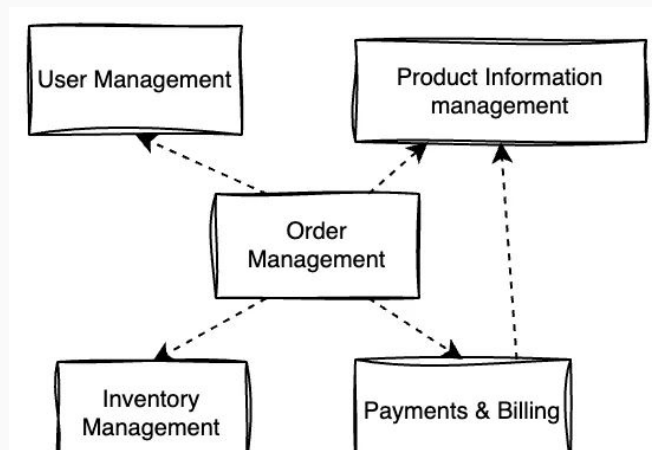 User Management
Product Information
management
Order
Management
Inventory
Management
Payments & Billing